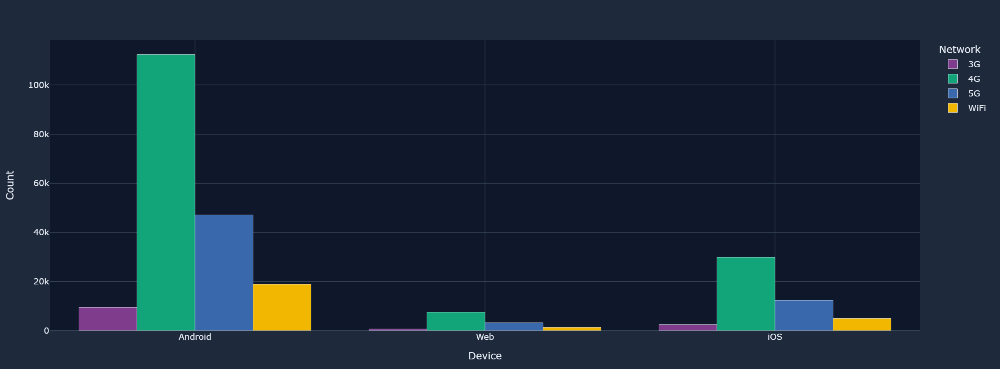 Network
3G
4G
5G
WiFi
Count
100k
80k
60k
40k
20k
0
Android
Web
iOS
Device